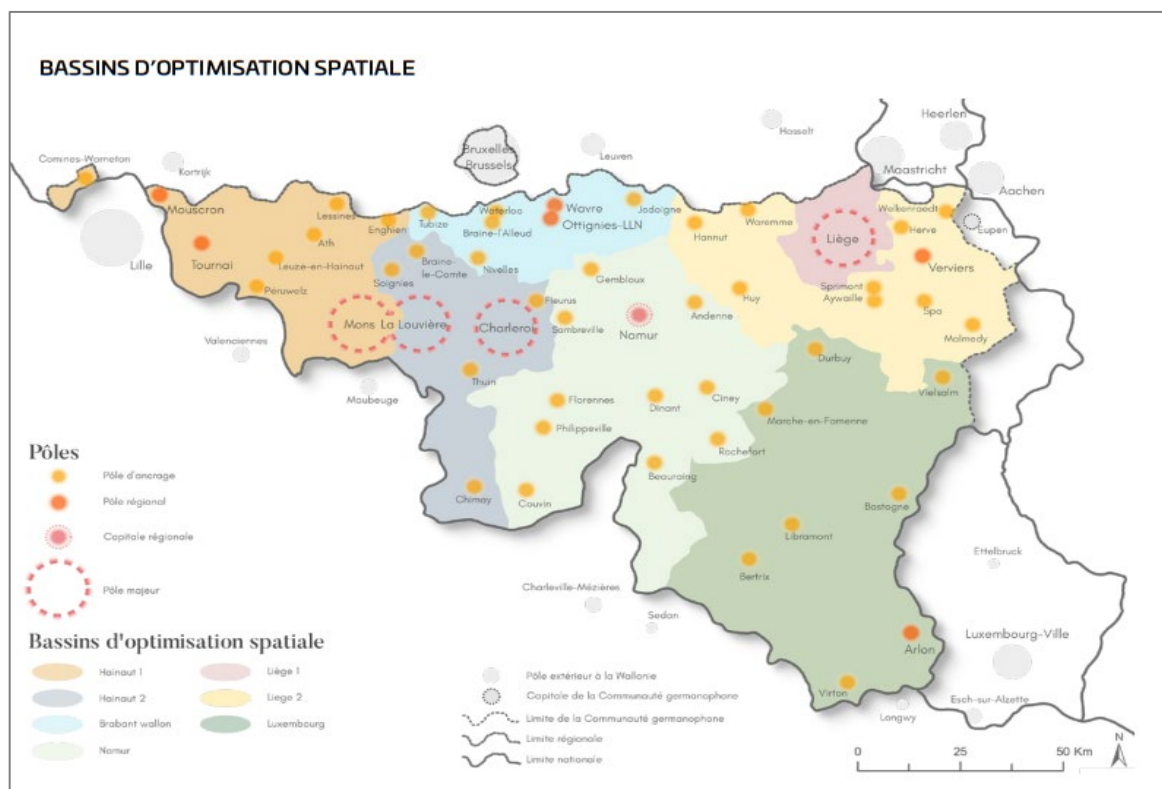 BASSINS D'OPTIMISATION SPATIALE
Heerlen
Hasselt
Bruxelles
Brussels
Leuven
Maastricht
Comines-Warneton
Kortrijk
Aachen
Mouscron
Lessines
Waterloo
Wavre
Jodoigne
Welkenraedt
Enghien
Tubize
Braine-l'Alleud
Ottignies-LLN
Waremme
Herve
Eupen
Lille
Tournai
Ath
Hannut
Liège
Braine-
le-Comte
Nivelles
Verviers
Leuze-en-Hainaut
Soignies
Gembloux
Péruwelz
Huy
Sprimont
Aywaille
Spa
Fleurus
Andenne
Mons
La Louvière
Charleroi
Sambreville
Namur
Malmedy
Valenciennes
Durbuy
Thuin
Maubeuge
Vielsalm
Florennes
Dinant
Ciney
Marche-en-Famenne
Philippeville
Rochefort
Beauraing
Chimay
Couvin
Bastogne
Libramont
Bertrix
Ettelbruck
Charleville-Mézières
Sedan
Arlon
Luxembourg-Ville
Virton
Longwy
Esch-sur-Alzette
Pôles
Pôle d'ancrage
Pôle régional
Capitale régionale
Pôle majeur
Bassins d'optimisation spatiale
Hainaut 1
Liège 1
Hainaut 2
Liege 2
Brabant wallon
Luxembourg
Namur
Pôle extérieur à la Wallonie
Capitale de la Communauté germanophone
Limite de la Communauté germanophone
Limite régionale
Limite nationale
0 25 50 Km
N